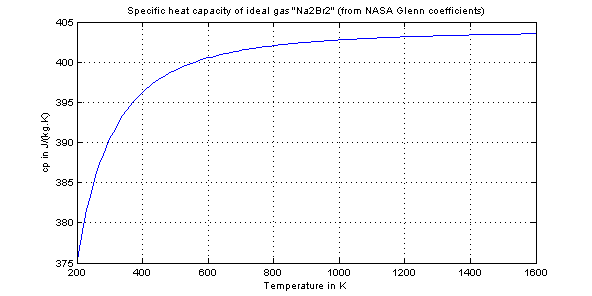 Specific heat capacity of ideal gas "Na2Br2" (from NASA Glenn coefficients)
405
400
395
390
385
380
375
cp in J/(kg.K)
200 400 600 800 1000 1200 1400 1600
Temperature in K